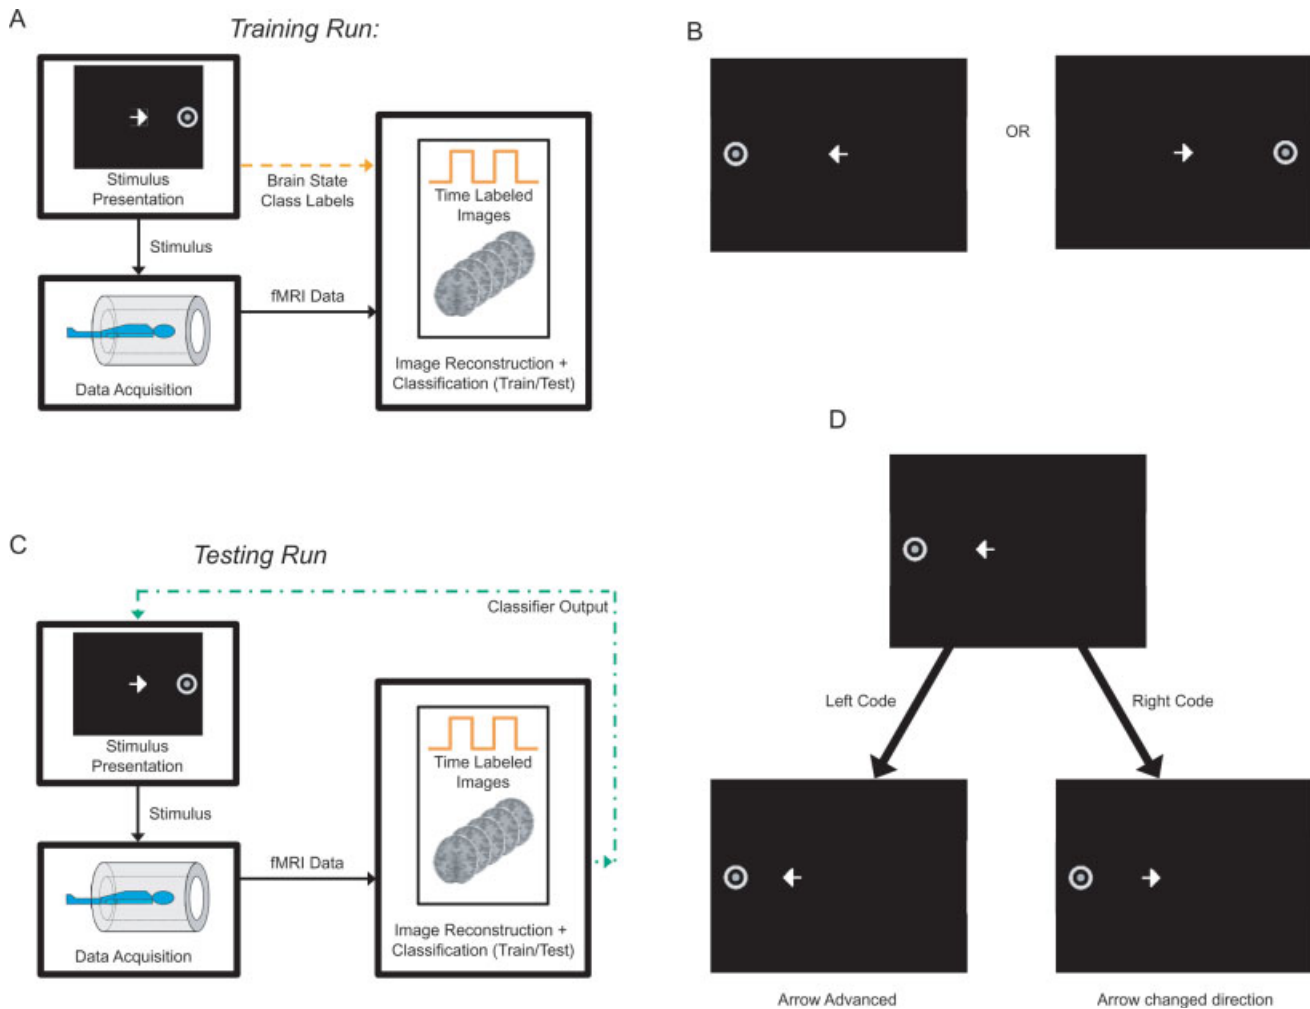 A
Training Run:
Stimulus
Presentation
Brain State
Class Labels
Time Labeled
Images
Stimulus
fMRI Data
Data Acquisition
Image Reconstruction +
Classification (Train/Test)
B
OR
C
Testing Run
Classifier Output
Stimulus
Presentation
Time Labeled
Images
Stimulus
fMRI Data
Data Acquisition
Image Reconstruction +
Classification (Train/Test)
D
Left Code
Right Code
Arrow Advanced
Arrow changed direction